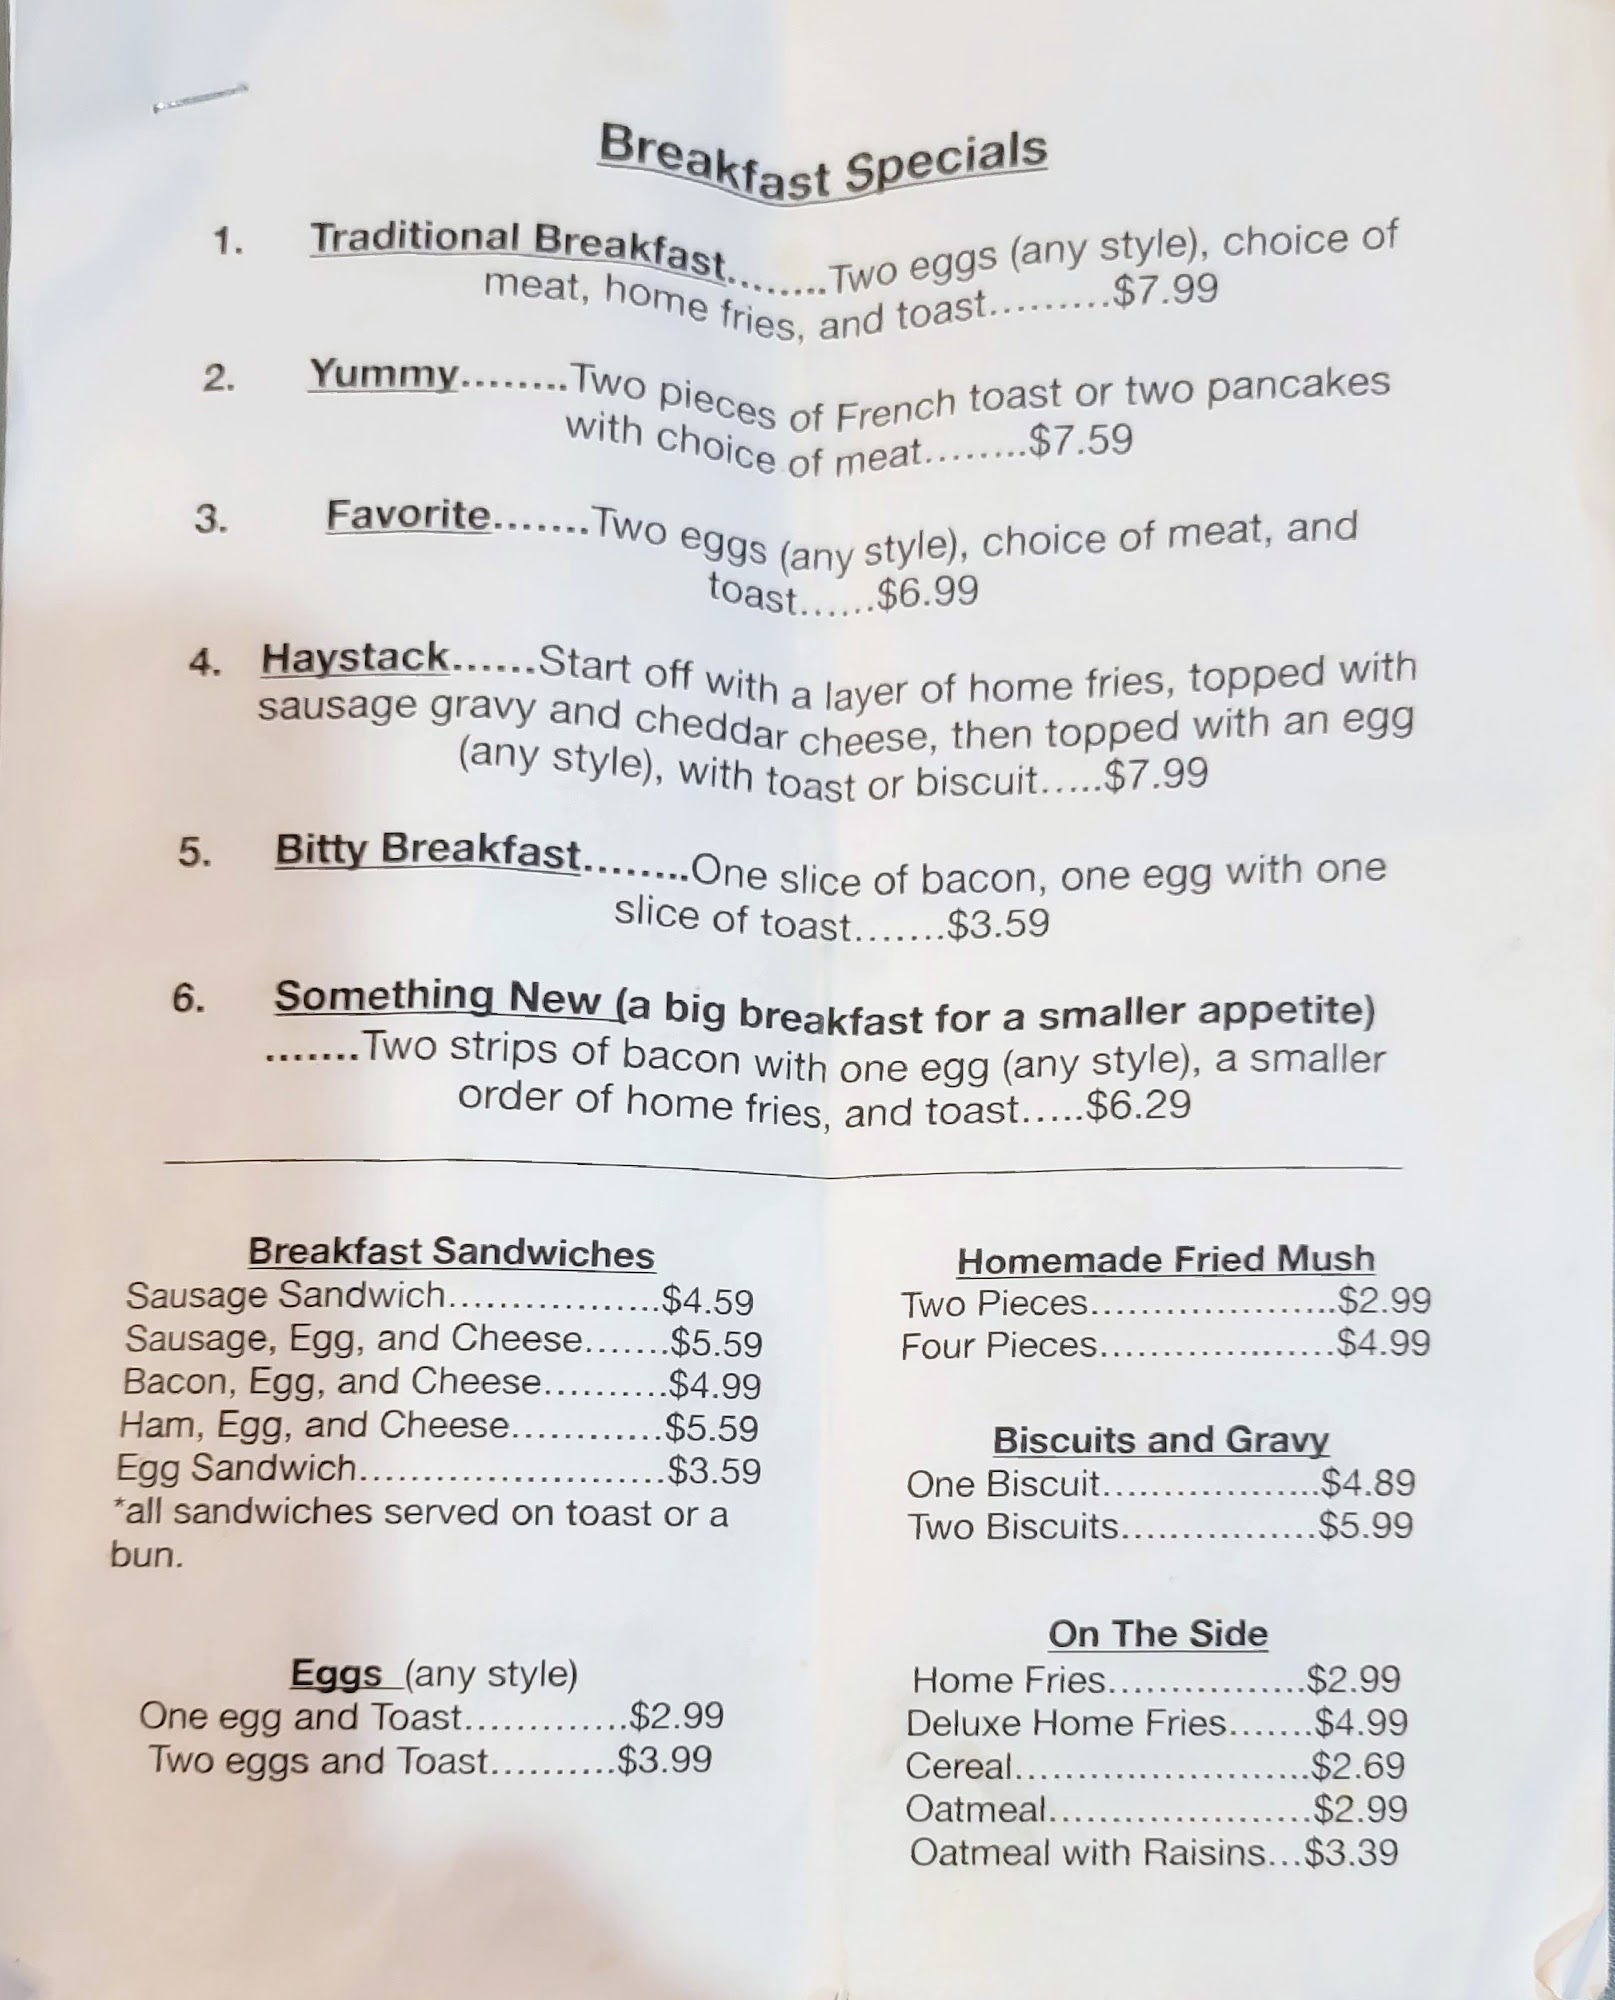 Breakfast Specials
1. Traditional Breakfast........Two eggs (any style), choice of
meat, home fries, and toast.........$7.99
2. Yummy........Two pieces of French toast or two pancakes
with choice of meat........$7.59
3. Favorite.......Two eggs (any style), choice of meat, and
toast......$6.99
4. Haystack......Start off with a layer of home fries, topped with
sausage gravy and cheddar cheese, then topped with an egg
(any style), with toast or biscuit.....$7.99
5. Bitty Breakfast........One slice of bacon, one egg with one
slice of toast.......$3.59
6. Something New (a big breakfast for a smaller appetite)
.......Two strips of bacon with one egg (any style), a smaller
order of home fries, and toast.....$6.29
Breakfast Sandwiches
Sausage Sandwich.................$4.59
Sausage, Egg, and Cheese.......$5.59
Bacon, Egg, and Cheese..........$4.99
Ham, Egg, and Cheese............$5.59
Egg Sandwich........................$3.59
*all sandwiches served on toast or a
bun.
Eggs (any style)
One egg and Toast.............$2.99
Two eggs and Toast..........$3.99
Homemade Fried Mush
Two Pieces....................$2.99
Four Pieces...................$4.99
Biscuits and Gravy
One Biscuit..................$4.89
Two Biscuits................$5.99
On The Side
Home Fries................$2.99
Deluxe Home Fries.......$4.99
Cereal........................$2.69
Oatmeal.....................$2.99
Oatmeal with Raisins...$3.39